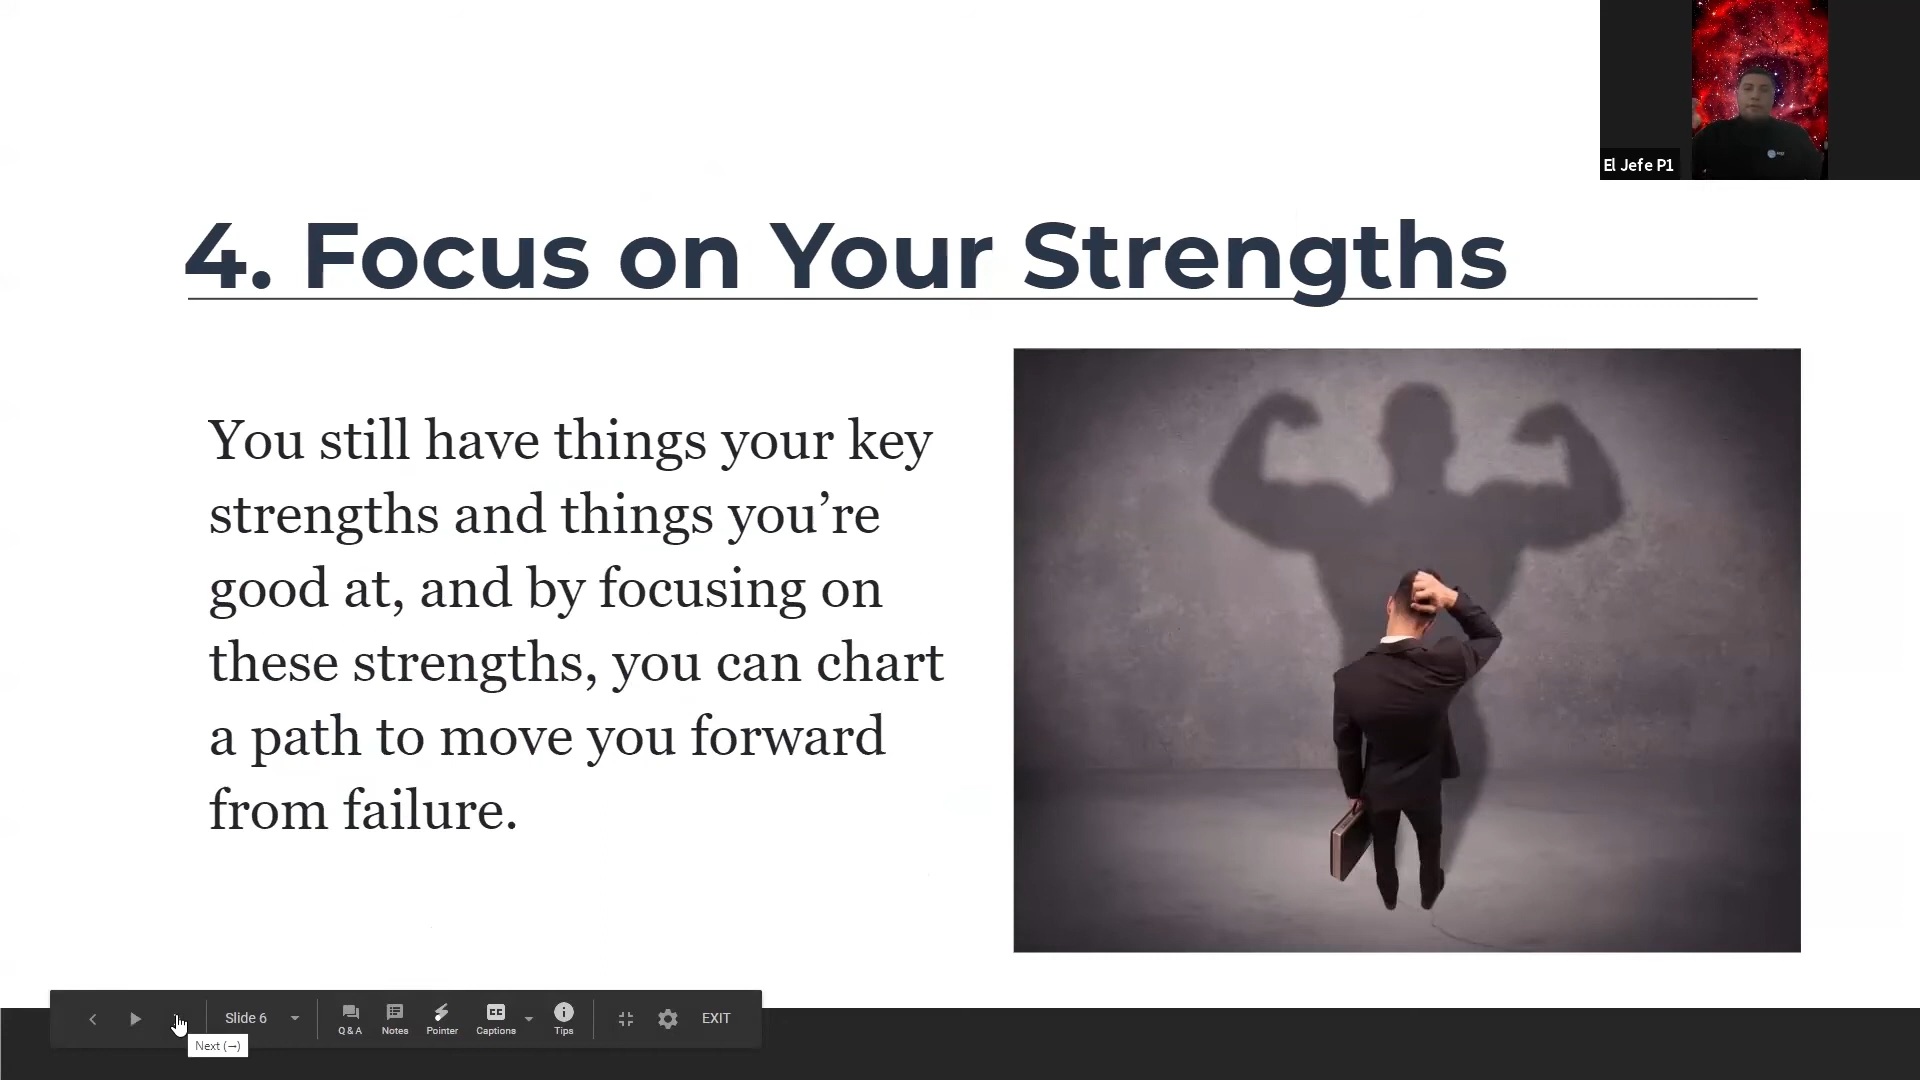 El Jefe P1
4. Focus on Your Strengths
You still have things your key
strengths and things you’re
good at, and by focusing on
these strengths, you can chart
a path to move you forward
from failure.
Slide 6
Q & A
Notes
Pointer
CC
Captions
Tips
EXIT
Next (→)